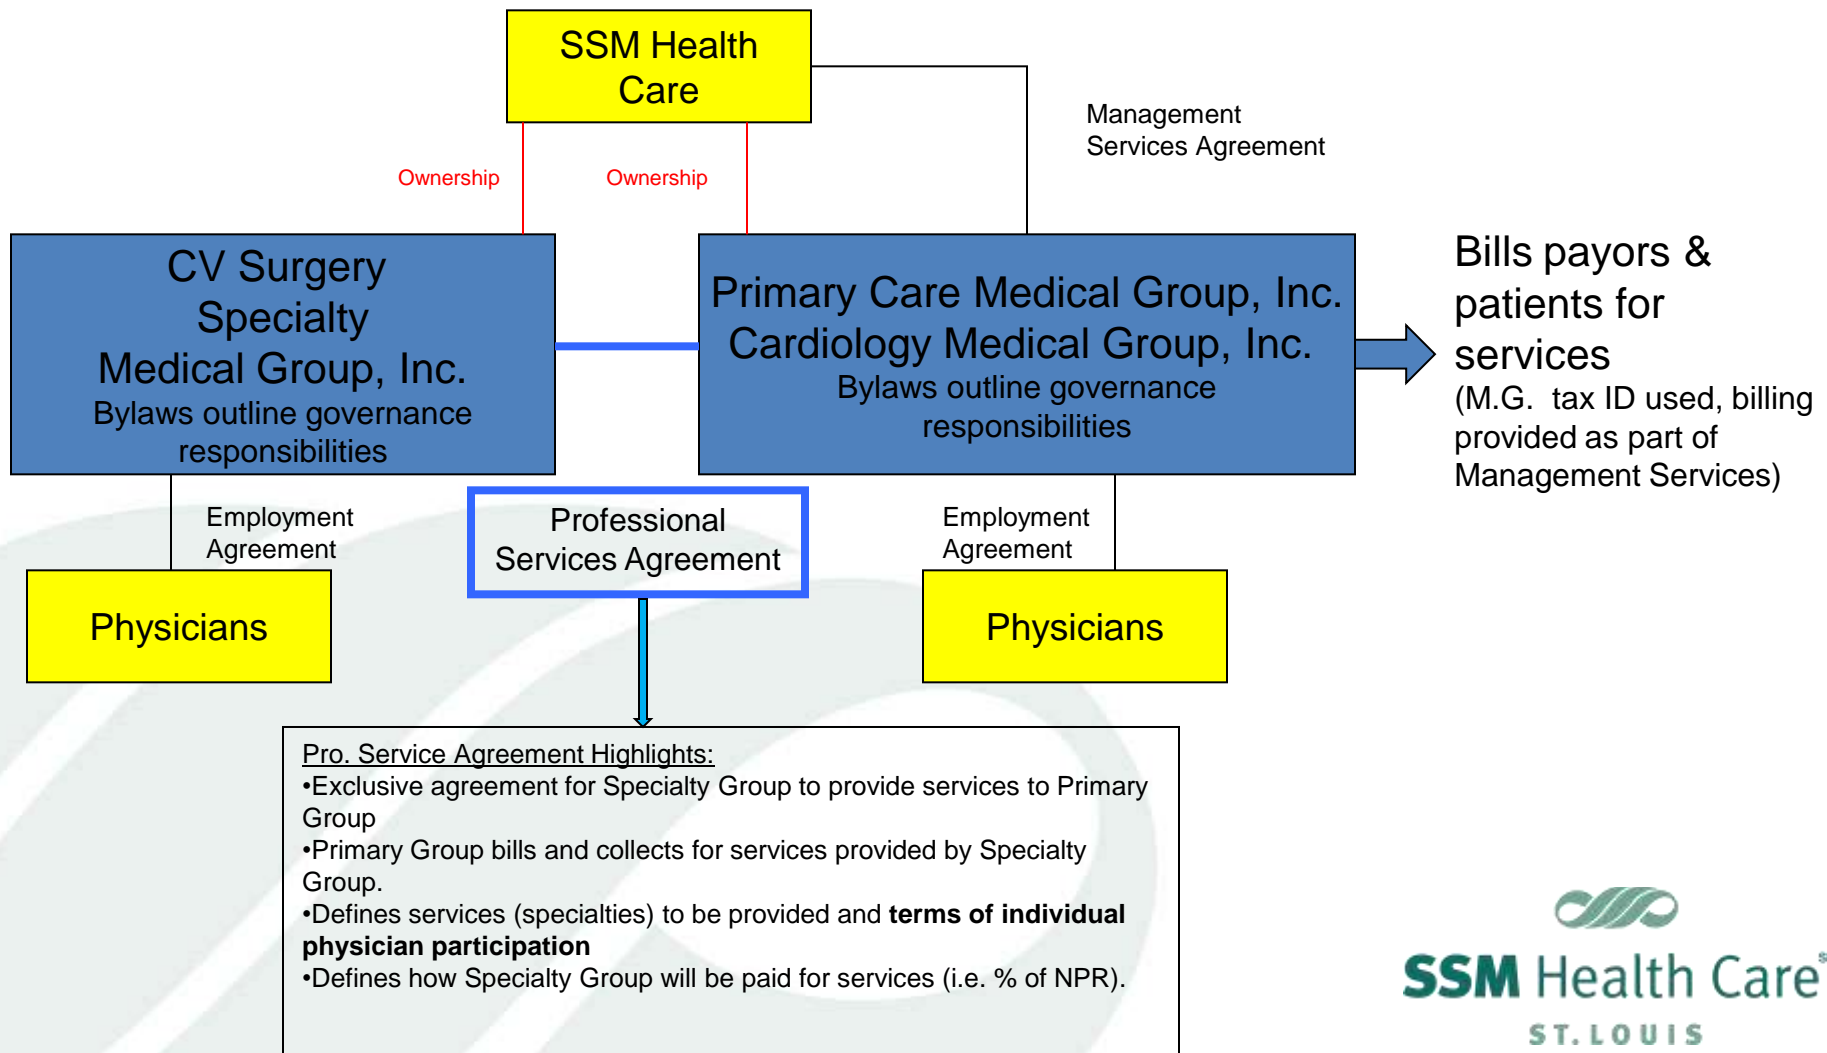 SSM Health
Care
Management
Services Agreement
Ownership
Ownership
CV Surgery
Specialty
Medical Group, Inc.
Bylaws outline governance
responsibilities
Primary Care Medical Group, Inc.
Cardiology Medical Group, Inc.
Bylaws outline governance
responsibilities
Bills payors &
patients for
services
(M.G.  tax ID used, billing
provided as part of
Management Services)
Employment
Agreement
Professional
Services Agreement
Employment
Agreement
Physicians
Physicians
Pro. Service Agreement Highlights:
•Exclusive agreement for Specialty Group to provide services to Primary
Group
•Primary Group bills and collects for services provided by Specialty
Group.
•Defines services (specialties) to be provided and terms of individual
physician participation
•Defines how Specialty Group will be paid for services (i.e. % of NPR).
SSM Health Care
ST. LOUIS